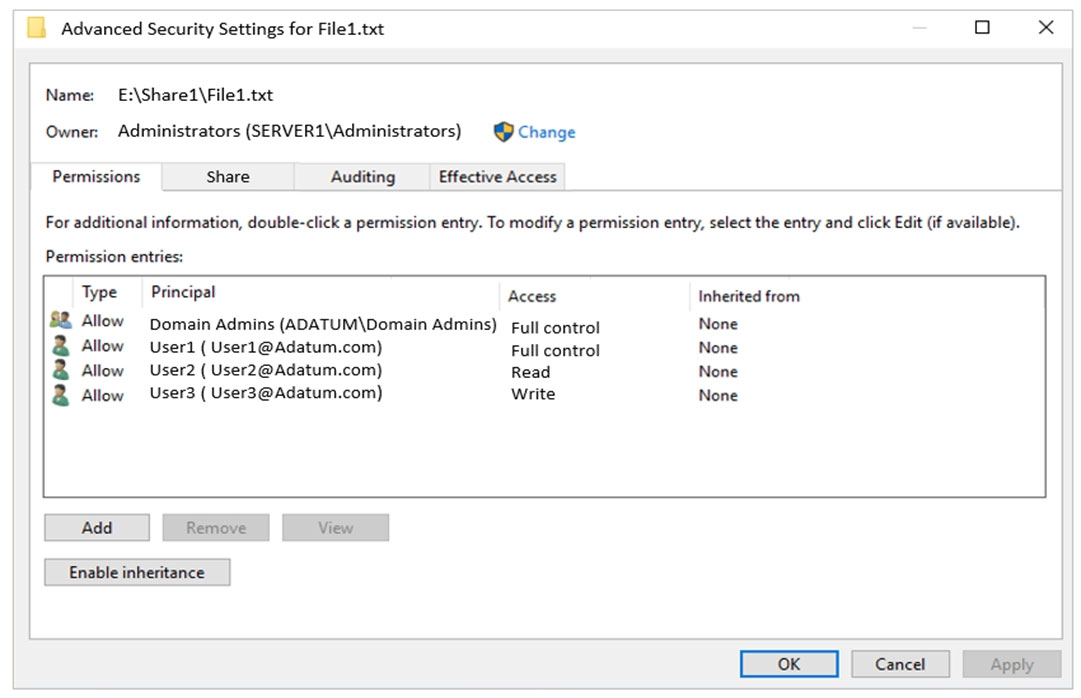 Advanced Security Settings for File1.txt
Name: E:\Share1\File1.txt
Owner: Administrators (SERVER1\Administrators) Change
Permissions Share Auditing Effective Access
For additional information, double-click a permission entry. To modify a permission entry, select the entry and click Edit (if available).
Permission entries:
Type Principal Access Inherited from
Allow Domain Admins (ADATUM\Domain Admins) Full control None
Allow User1 ( User1@Adatum.com) Full control None
Allow User2 ( User2@Adatum.com) Read None
Allow User3 ( User3@Adatum.com) Write None
Add Remove View
Enable inheritance
OK Cancel Apply